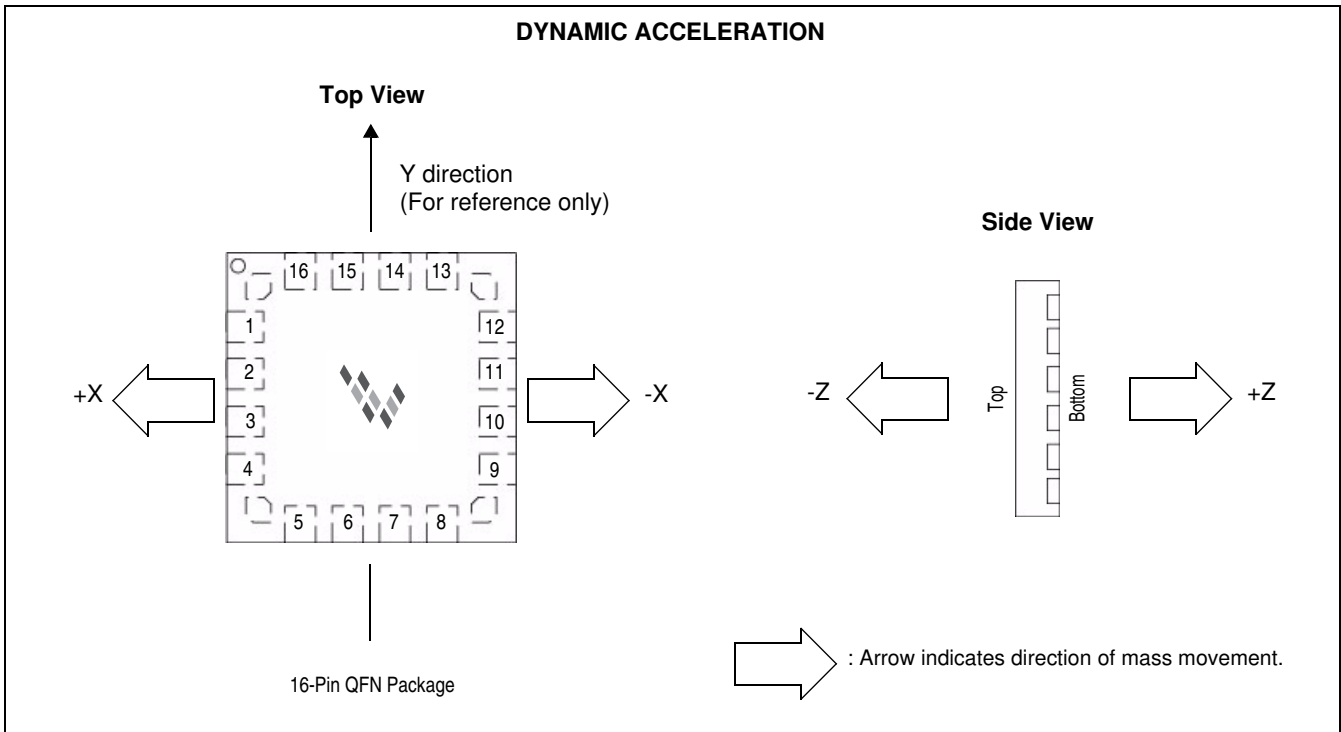 DYNAMIC ACCELERATION
Top View
Y direction
(For reference only)
Side View
16 15 14 13
1
12
2
11
+X
-X
3
10
4
9
5 6 7 8
-Z
Top
Bottom
+Z
: Arrow indicates direction of mass movement.
16-Pin QFN Package